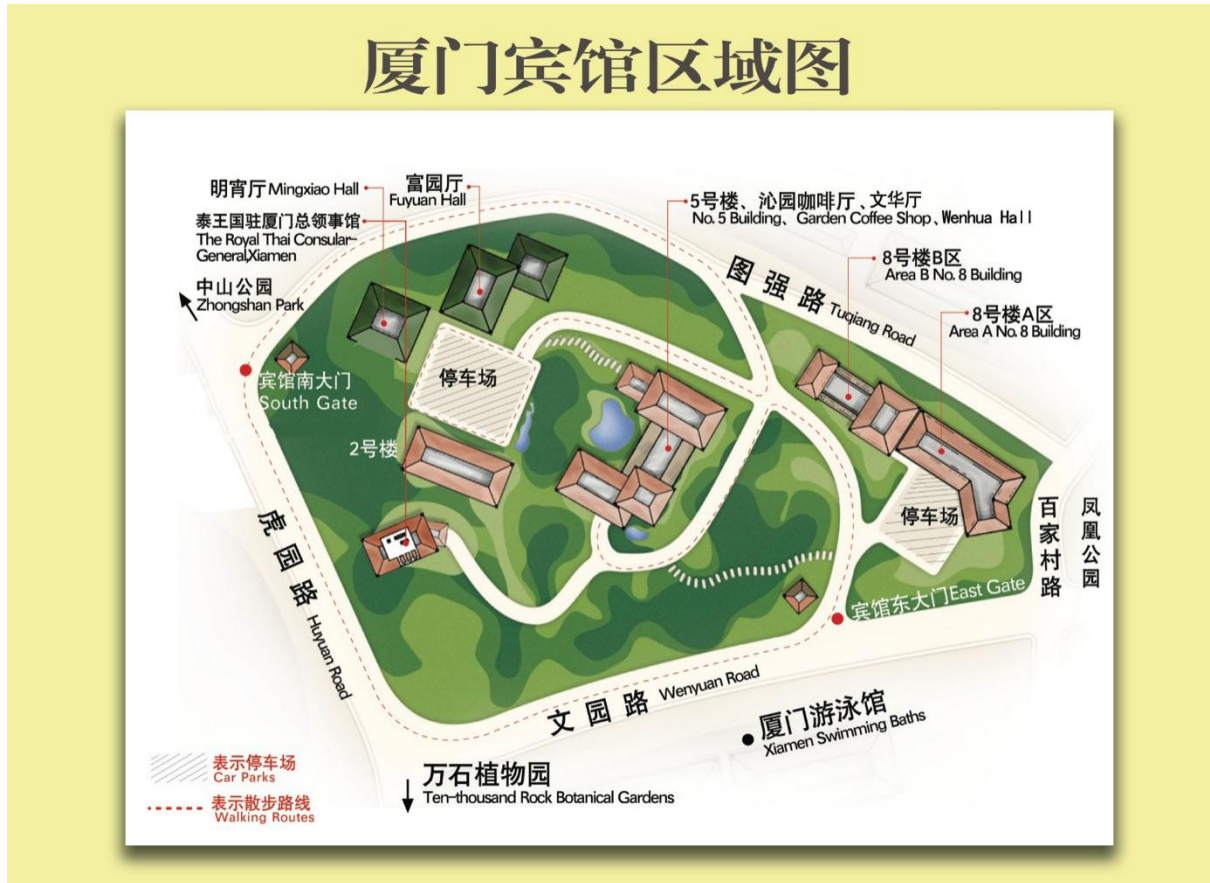 厦门宾馆区域图
明宵厅 Mingxiao Hall
富园厅
Fuyuan Hall
泰王国驻厦门总领事馆
The Royal Thai Consular-
General,Xiamen
中山公园
Zhongshan Park
5号楼、沁园咖啡厅、文华厅
No. 5 Building、Garden Coffee Shop、Wenhua Hall
8号楼B区
Area B No. 8 Building
8号楼A区
Area A No. 8 Building
图强路 Tuqiang Road
停车场
宾馆南大门
South Gate
2号楼
停车场
百家村路
凤凰公园
虎园路 Huyuan Road
宾馆东大门 East Gate
文园路 Wenyuan Road
厦门游泳馆
Xiamen Swimming Baths
万石植物园
Ten-thousand Rock Botanical Gardens
表示停车场
Car Parks
表示散步路线
Walking Routes